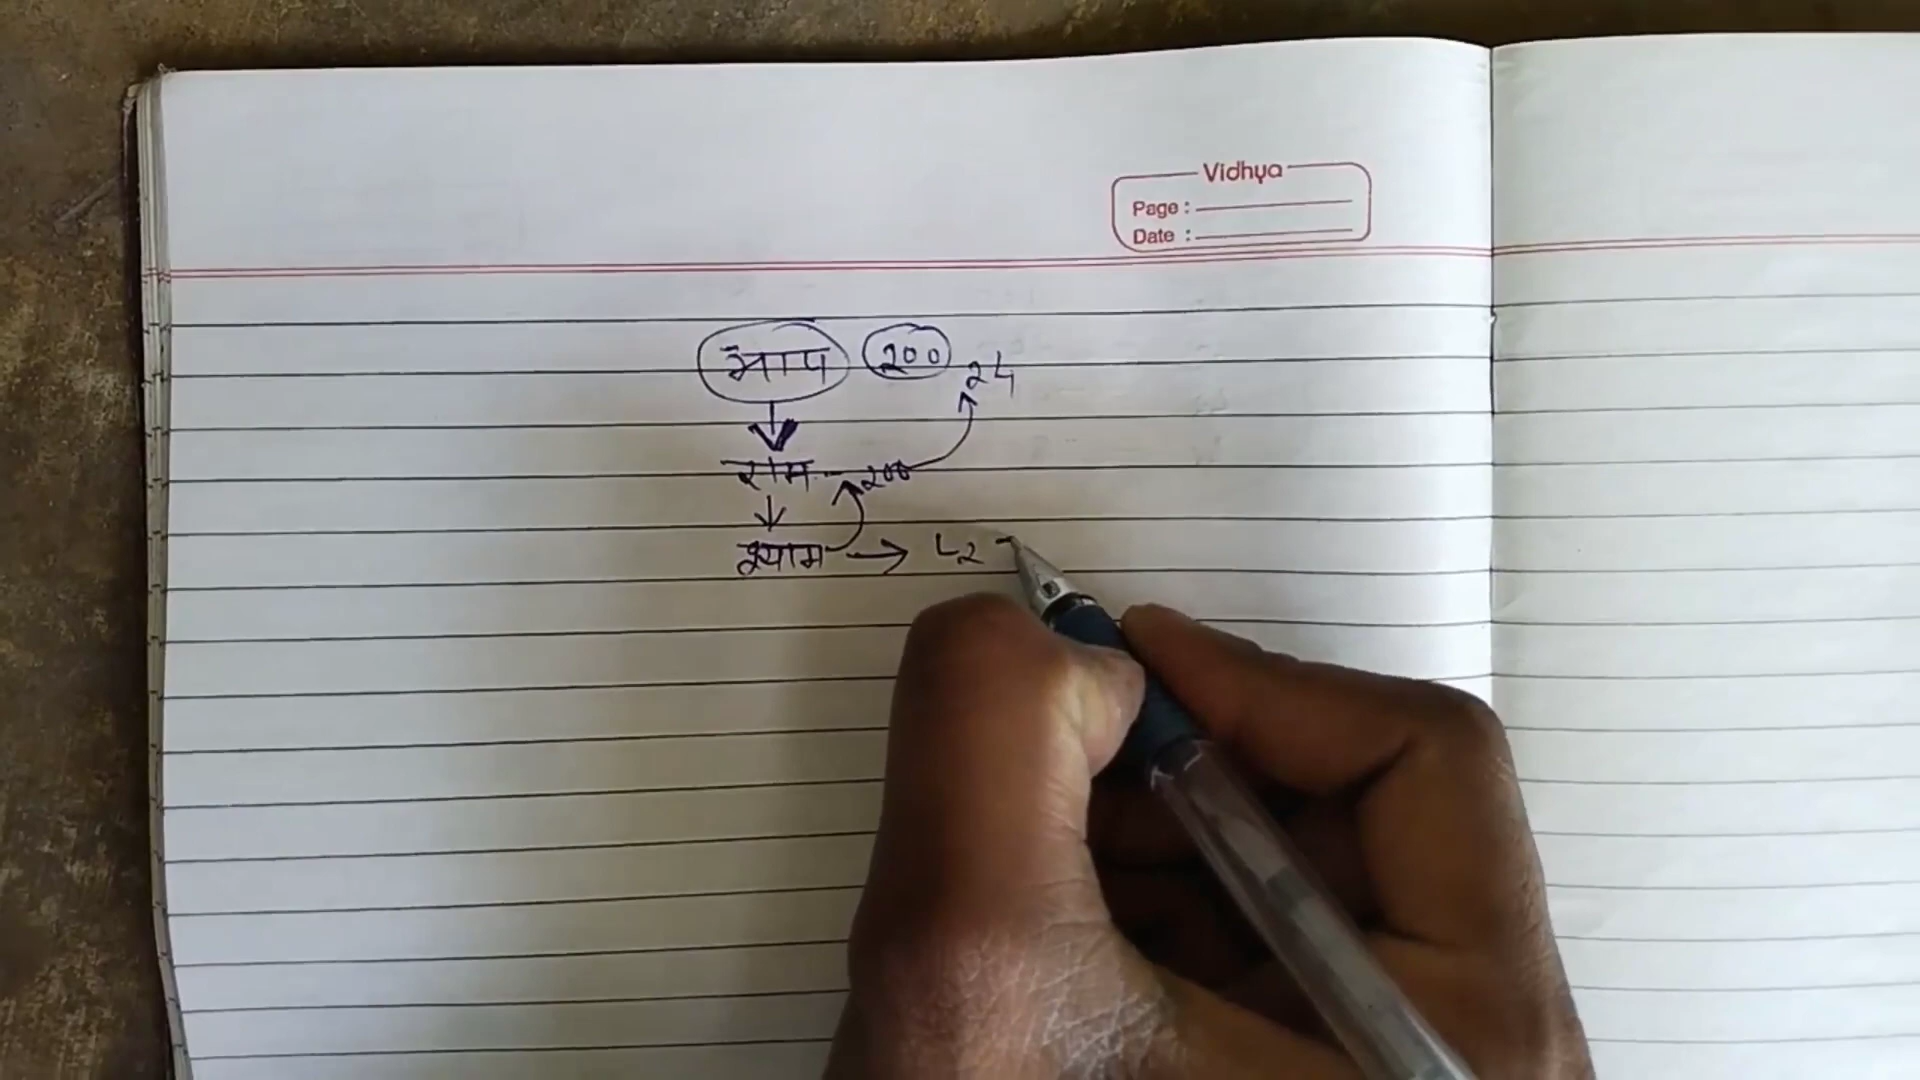 Vidhya
Page :
Date :
आप 200
24
राम - 200
श्याम → L2 -